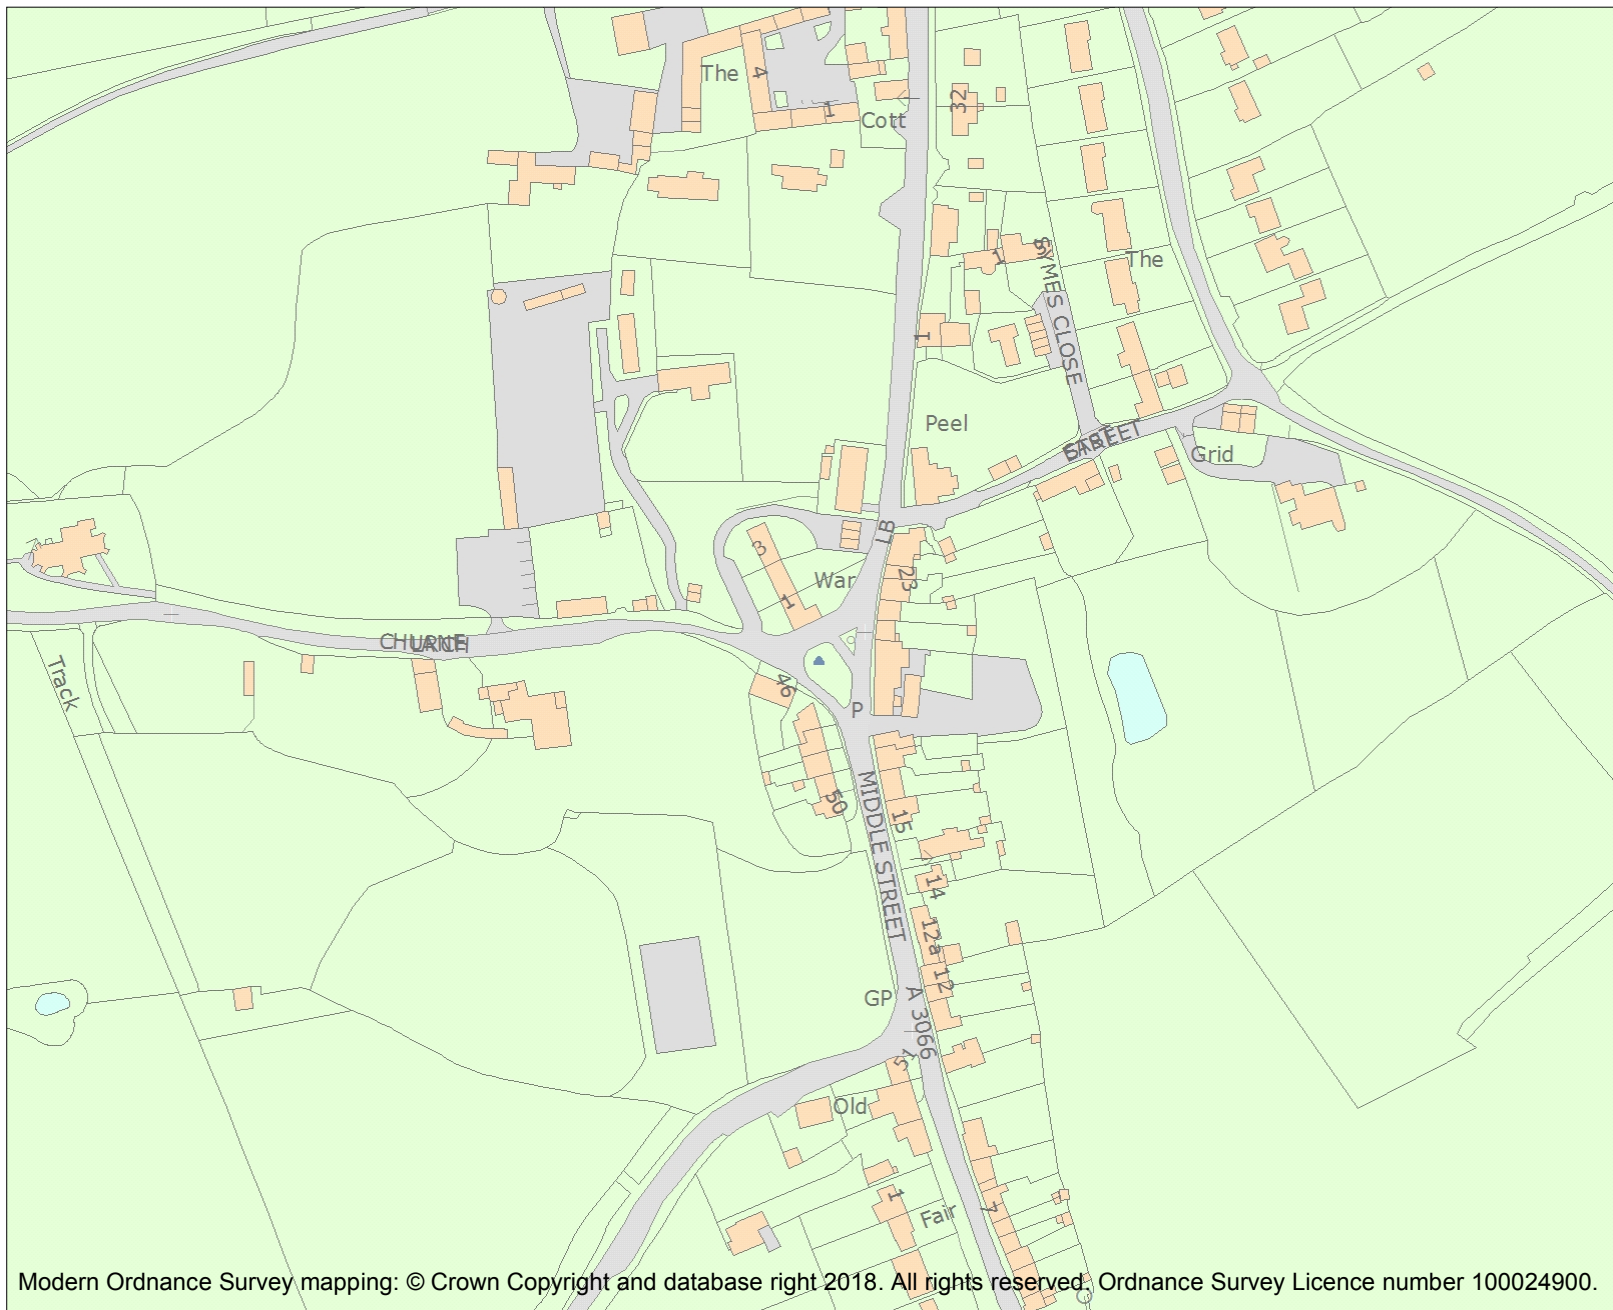 The
4
1
Cott
32
SYMES CLOSE
1
The
1
Peel
EAST
STREET
Grid
LB
3
War
1
23
CHURCH
LANE
Track
46
P
50
MIDDLE STREET
15
14
12a
12
GP
A 3066
51
Old
1
Fair
7
Modern Ordnance Survey mapping: © Crown Copyright and database right 2018. All rights reserved. Ordnance Survey Licence number 100024900.